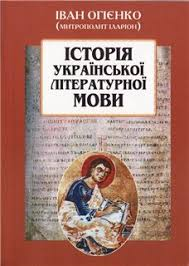 ІВАН ОГІЄНКО
(МИТРОПОЛИТ ІЛАРІОН)
ІСТОРІЯ
УКРАЇНСЬКОЇ
ЛІТЕРАТУРНОЇ
МОВИ